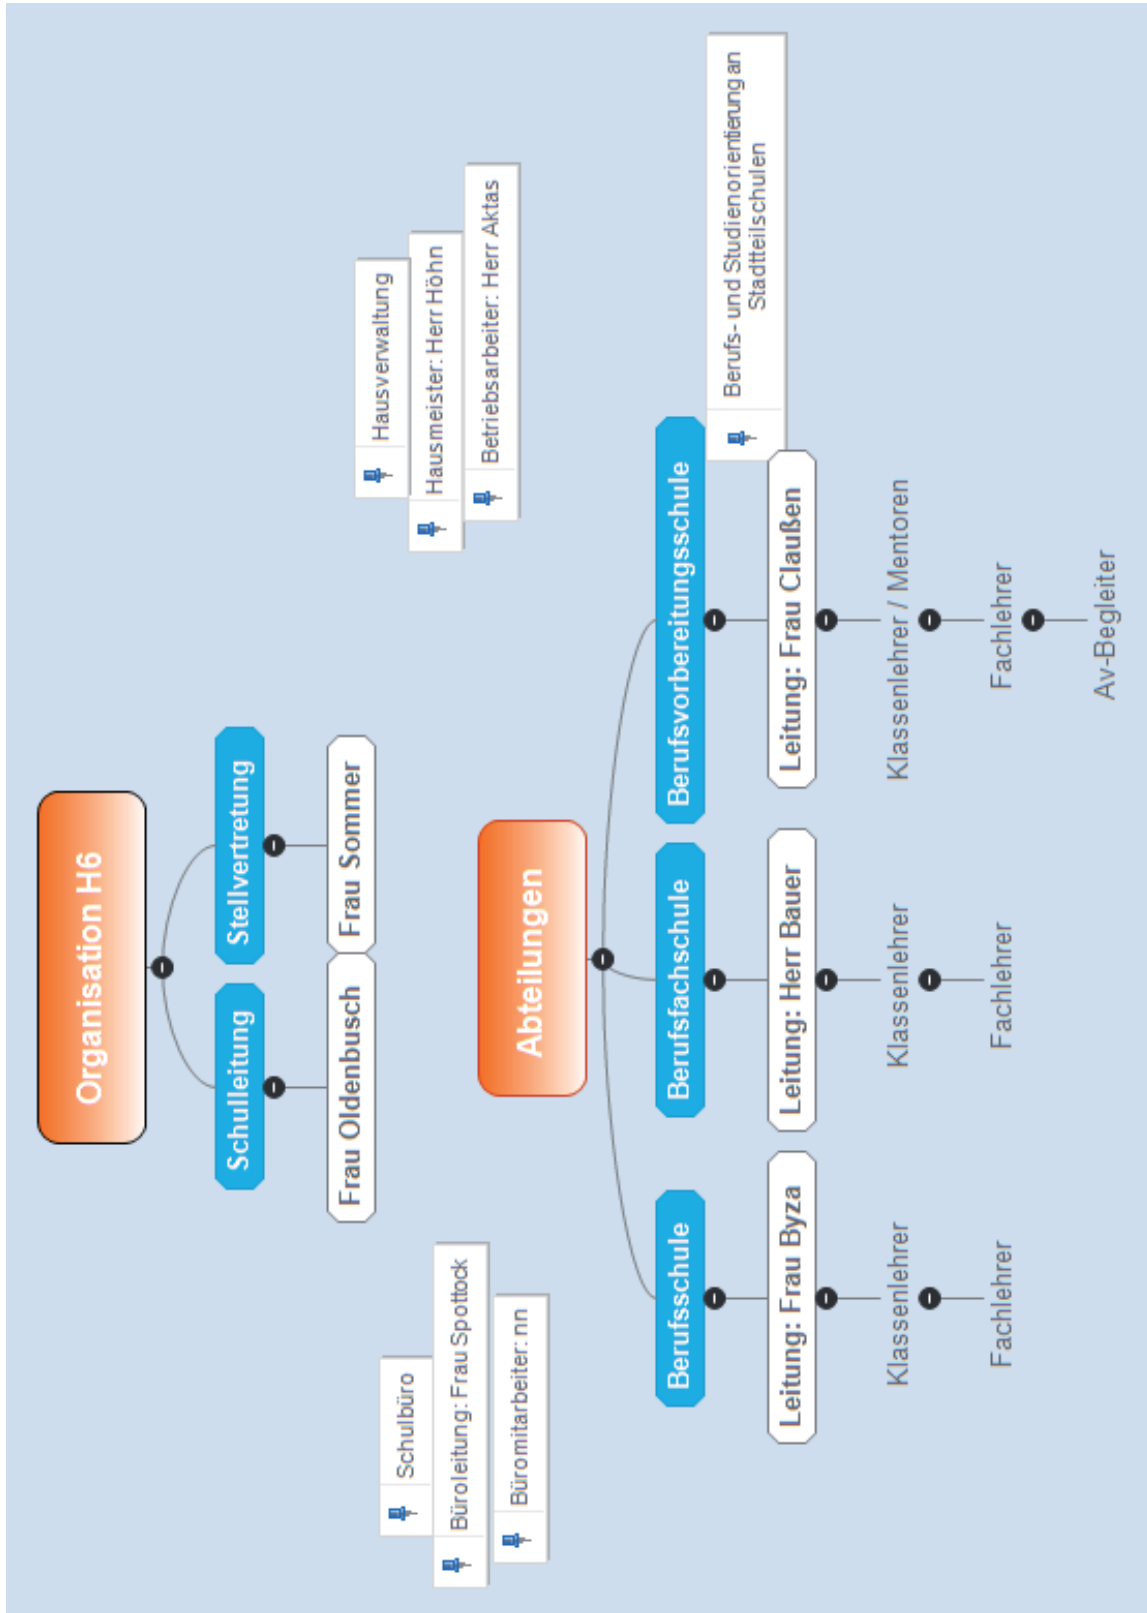 Organisation H6
Schulleitung
Stellvertretung
Frau Oldenbusch
Frau Sommer
Schulbüro
Büroleitung: Frau Spottock
Büromitarbeiter: nn
Hausverwaltung
Hausmeister: Herr Höhn
Betriebsarbeiter: Herr Aktas
Abteilungen
Berufsschule
Berufsfachschule
Berufsvorbereitungsschule
Berufs- und Studienorientierung an
Stadtteilschulen
Leitung: Frau Byza
Leitung: Herr Bauer
Leitung: Frau Claußen
Klassenlehrer
Klassenlehrer
Klassenlehrer / Mentoren
Fachlehrer
Fachlehrer
Fachlehrer
Av-Begleiter